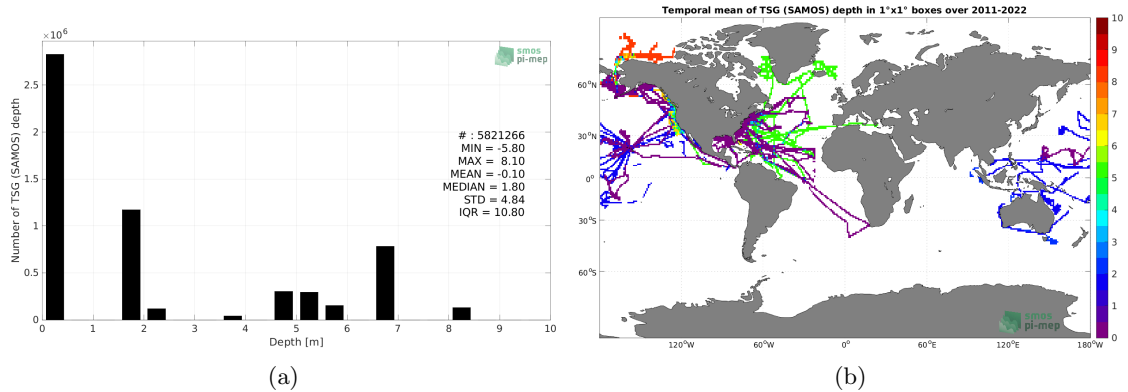 ×10⁶
2.5
2
1.5
1
0.5
0
Number of TSG (SAMOS) depth
0 1 2 3 4 5 6 7 8 9 10
Depth [m]
smos
pi-mep
# : 5821266
MIN = -5.80
MAX = 8.10
MEAN = -0.10
MEDIAN = 1.80
STD = 4.84
IQR = 10.80
(a)
Temporal mean of TSG (SAMOS) depth in 1°x1° boxes over 2011-2022
60°N
30°N
0°
30°S
60°S
120°W 60°W 0° 60°E 120°E 180°W
smos
pi-mep
10
9
8
7
6
5
4
3
2
1
0
(b)